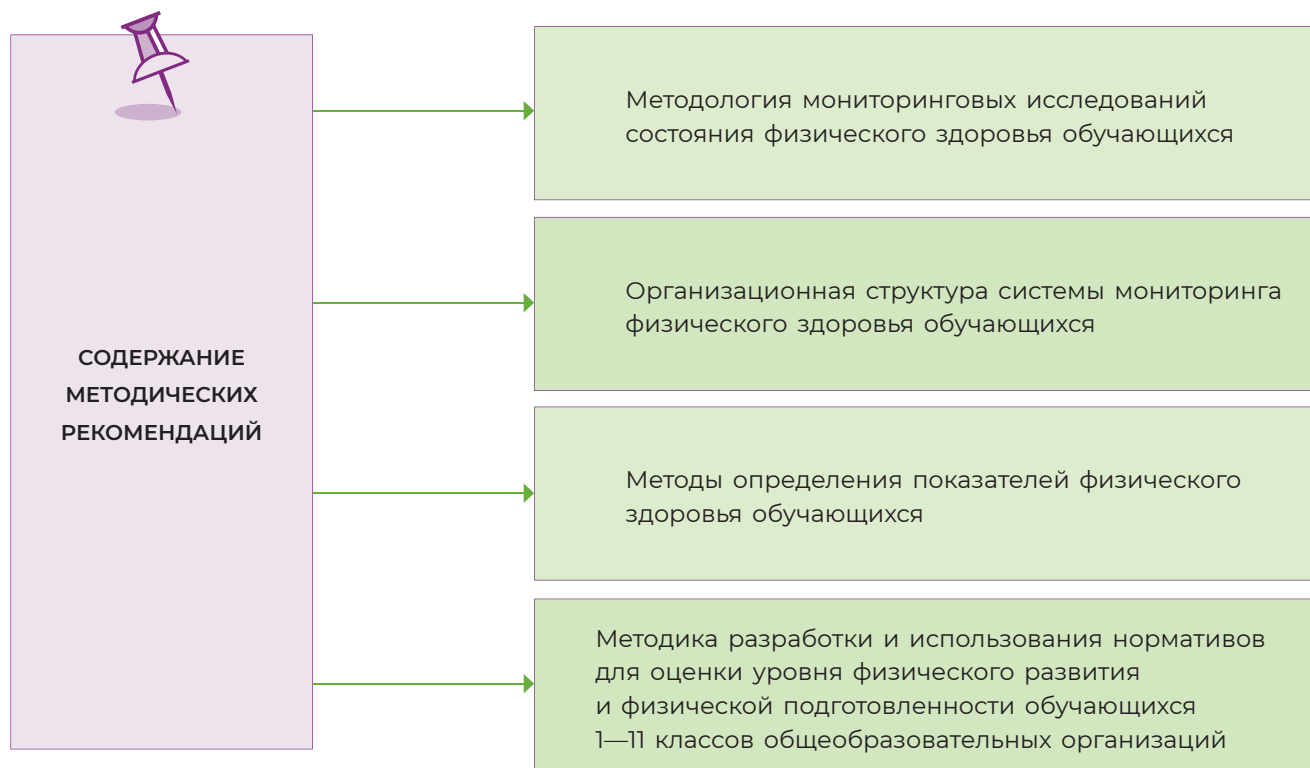 СОДЕРЖАНИЕ
МЕТОДИЧЕСКИХ
РЕКОМЕНДАЦИЙ
Методология мониторинговых исследований
состояния физического здоровья обучающихся
Организационная структура системы мониторинга
физического здоровья обучающихся
Методы определения показателей физического
здоровья обучающихся
Методика разработки и использования нормативов
для оценки уровня физического развития
и физической подготовленности обучающихся
1—11 классов общеобразовательных организаций